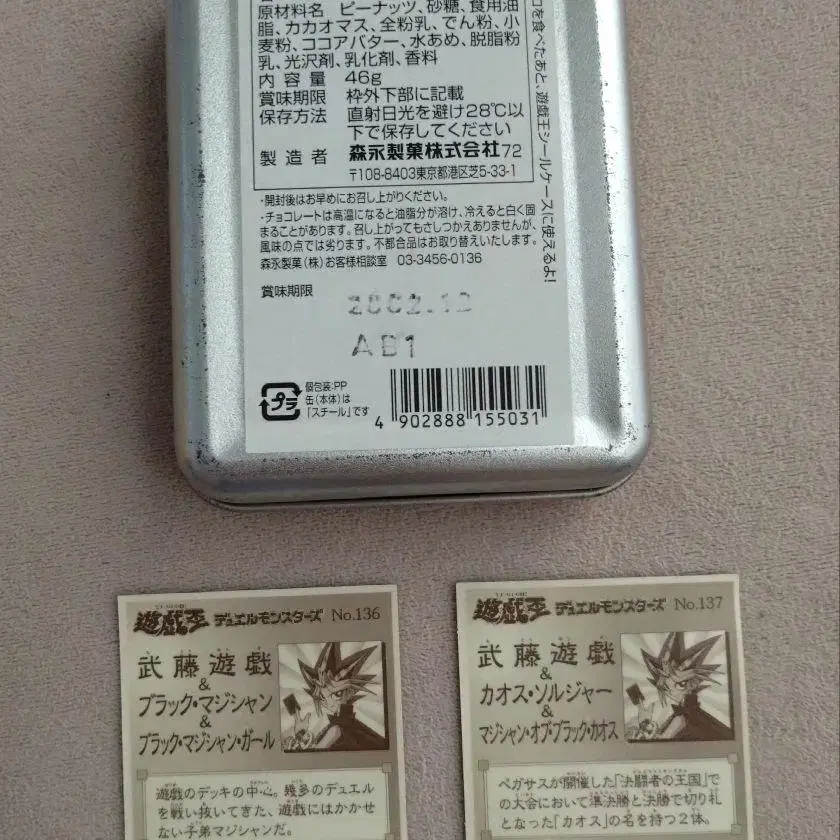 原材料名 ピーナッツ、砂糖、食用油
脂、カカオマス、全粉乳、でん粉、小
麦粉、ココアバター、水あめ、脱脂粉
乳、光沢剤、乳化剤、香料
内容量 46g
賞味期限 枠外下部に記載
保存方法 直射日光を避け28℃以
下で保存してください
製造者 森永製菓株式会社72
〒108-8403東京都港区芝5-33-1
・開封後はお早めにお召し上がりください。
・チョコレートは高温になると油脂分が溶け、冷えると白く固
まることがあります。召し上がってもさしつかえありませんが、
風味の点では劣ります。不都合品はお取り替えいたします。
森永製菓(株)お客様相談室 03-3456-0136
コを食べたあと、遊戯王シールケースに使えるよ!
賞味期限
2002.12
AB1
プラ
個包装:PP
缶(本体)は
「スチール」です
4 902888 155031
遊戯王 デュエルモンスターズ No.136
武藤遊戯
&
ブラック・マジシャン
&
ブラック・マジシャン・ガール
遊戯のデッキの中心。幾多のデュエル
を戦い抜いてきた、遊戯にはかかせ
ない子弟マジシャンだ。
遊戯王 デュエルモンスターズ No.137
武藤遊戯
&
カオス・ソルジャー
&
マジシャン・オブ・ブラック・カオス
ペガサスが開催した「決闘者の王国」で
の大会において準決勝と決勝で切り札
となった「カオス」の名を持つ2体。